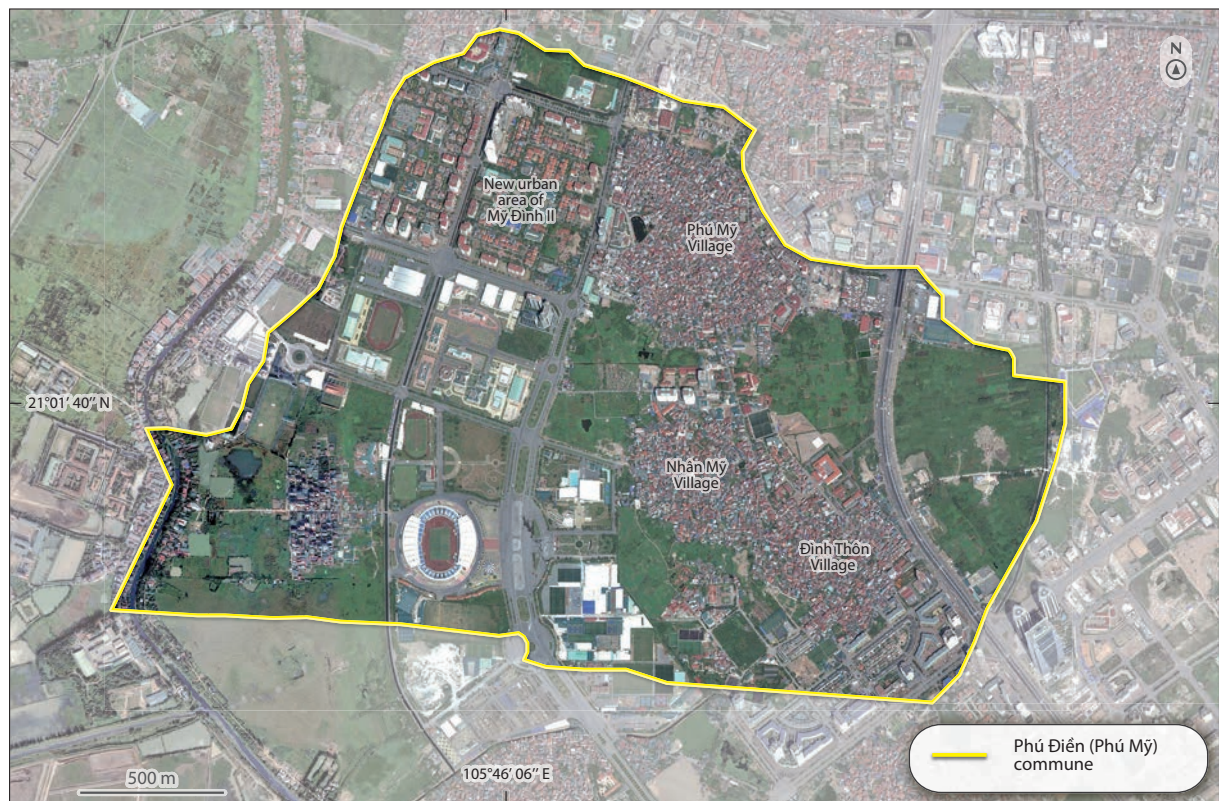 N
New urban
area of
Mỹ Đình II
Phú Mỹ
Village
21°01’ 40’’ N
Nhân Mỹ
Village
Đình Thôn
Village
Phú Điền (Phú Mỹ)
commune
500 m
105°46’ 06’’ E